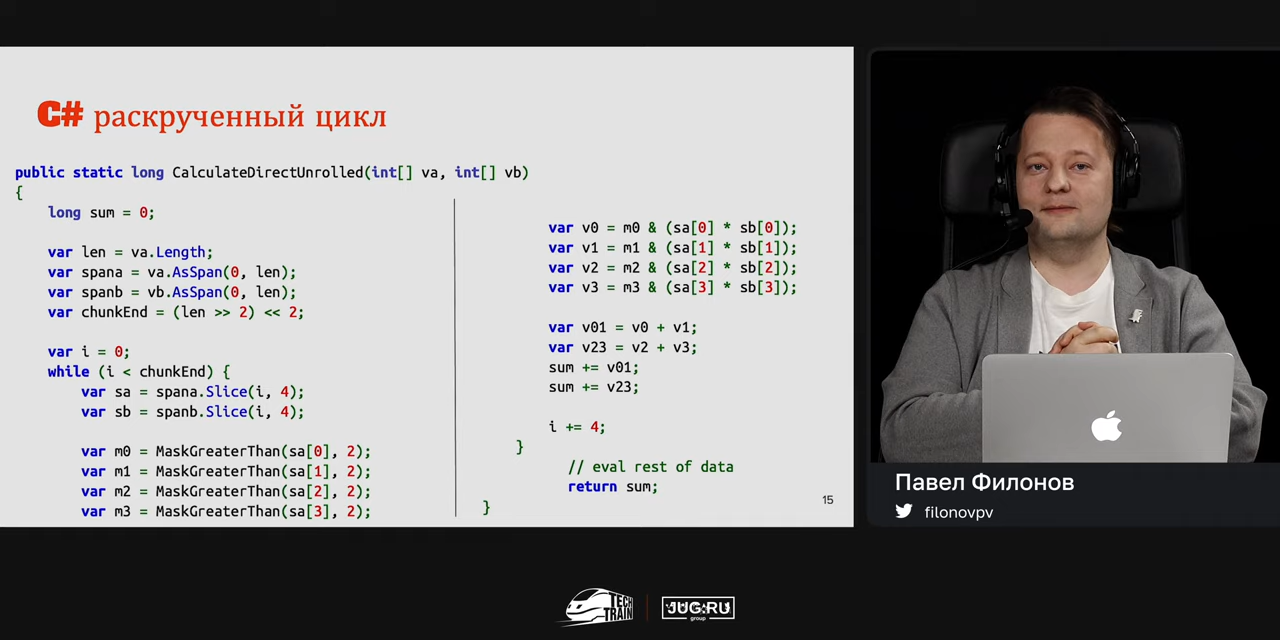 C# раскрученный цикл
public static long CalculateDirectUnrolled(int[] va, int[] vb)
{
long sum = 0;
var len = va.Length;
var spana = va.AsSpan(0, len);
var spanb = vb.AsSpan(0, len);
var chunkEnd = (len >> 2) << 2;
var i = 0;
while (i < chunkEnd) {
var sa = spana.Slice(i, 4);
var sb = spanb.Slice(i, 4);
var m0 = MaskGreaterThan(sa[0], 2);
var m1 = MaskGreaterThan(sa[1], 2);
var m2 = MaskGreaterThan(sa[2], 2);
var m3 = MaskGreaterThan(sa[3], 2);
var v0 = m0 & (sa[0] * sb[0]);
var v1 = m1 & (sa[1] * sb[1]);
var v2 = m2 & (sa[2] * sb[2]);
var v3 = m3 & (sa[3] * sb[3]);
var v01 = v0 + v1;
var v23 = v2 + v3;
sum += v01;
sum += v23;
i += 4;
}
// eval rest of data
return sum;
}
15
Павел Филонов
filonovpv
TECH
TRAIN
JUG.RU
group